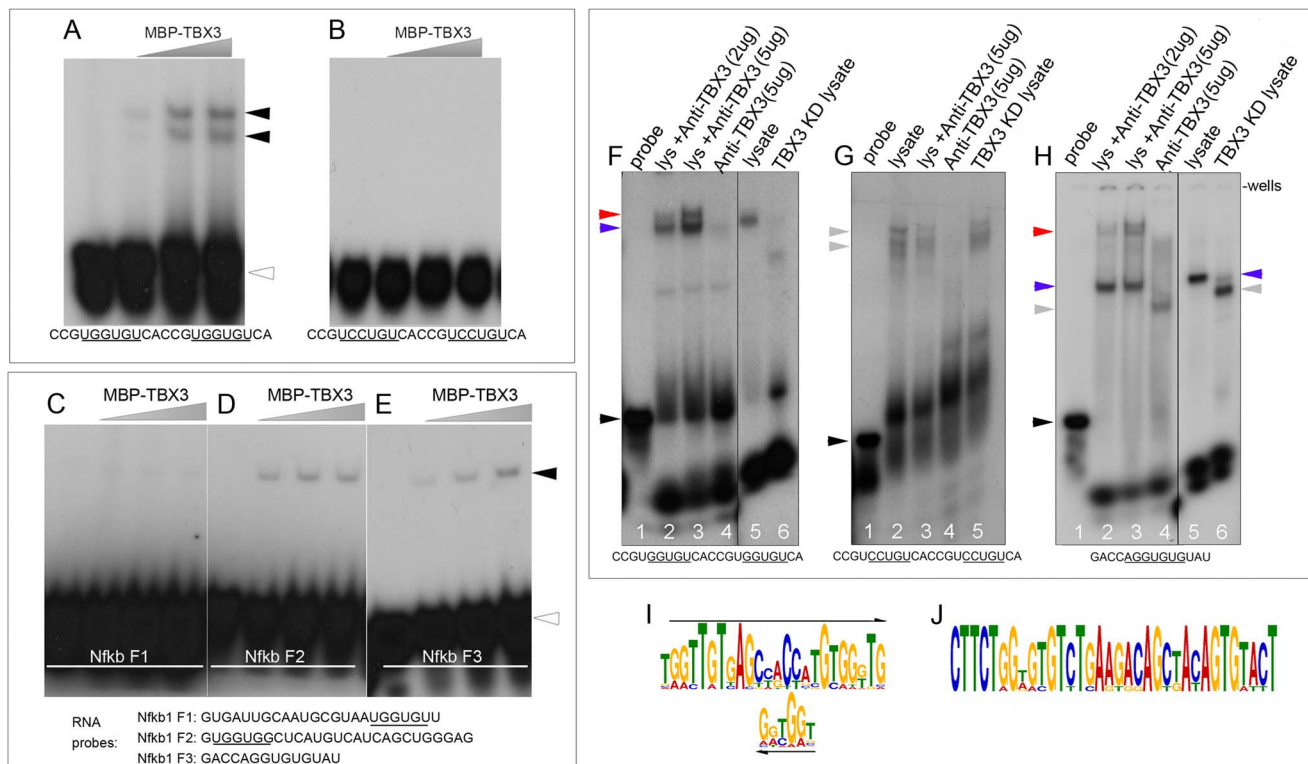 A
MBP-TBX3
CCGUGGUGUCACCGUGGUGUCA
B
MBP-TBX3
CCGUCCUGUCACCGUCCUGUCA
C
MBP-TBX3
D
MBP-TBX3
E
MBP-TBX3
Nfkb F1
Nfkb F2
Nfkb F3
RNA probes:
Nfkb1 F1: GUGAUUGCAAUGCGUAAUGGUGUU
Nfkb1 F2: GUGGUGGCUCAUGUCAUCAGCUGGGAG
Nfkb1 F3: GACCAGGUGUGUAU
F
probe
lys +Anti-TBX3(2ug)
lys +Anti-TBX3(5ug)
Anti-TBX3(5ug)
lysate
TBX3 KD lysate
1 2 3 4 5 6
CCGUGGUGUCACCGUGGUGUCA
G
probe
lysate
lys +Anti-TBX3(5ug)
Anti-TBX3(5ug)
TBX3 KD lysate
1 2 3 4 5
CCGUCCUGUCACCGUCCUGUCA
H
probe
lys +Anti-TBX3(2ug)
lys +Anti-TBX3(5ug)
Anti-TBX3(5ug)
lysate
TBX3 KD lysate
-wells
1 2 3 4 5 6
GACCAGGUGUGUAU
I
TGGTTGTGAGCCACCATGTGGGTG
GGTGGT
J
CTTCTGGTGTCTGAAGACAGCTACAGTGTACT